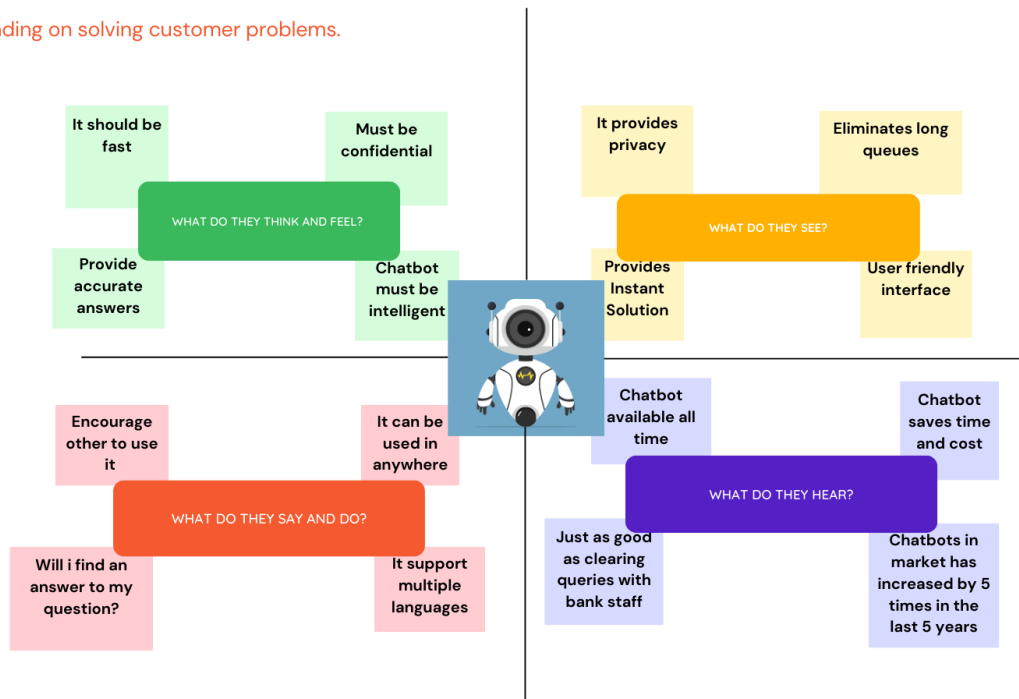 ding on solving customer problems.
It should be
fast
Must be
confidential
WHAT DO THEY THINK AND FEEL?
Provide
accurate
answers
Chatbot
must be
intelligent
It provides
privacy
Eliminates long
queues
WHAT DO THEY SEE?
Provides
Instant
Solution
User friendly
interface
Encourage
other to use
it
It can be
used in
anywhere
WHAT DO THEY SAY AND DO?
Will i find an
answer to my
question?
It support
multiple
languages
Chatbot
available all
time
Chatbot
saves time
and cost
WHAT DO THEY HEAR?
Just as good
as clearing
queries with
bank staff
Chatbots in
market has
increased by 5
times in the
last 5 years